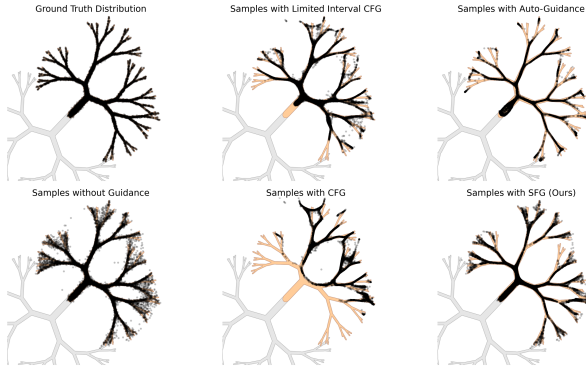 Ground Truth Distribution
Samples with Limited Interval CFG
Samples with Auto-Guidance
Samples without Guidance
Samples with CFG
Samples with SFG (Ours)